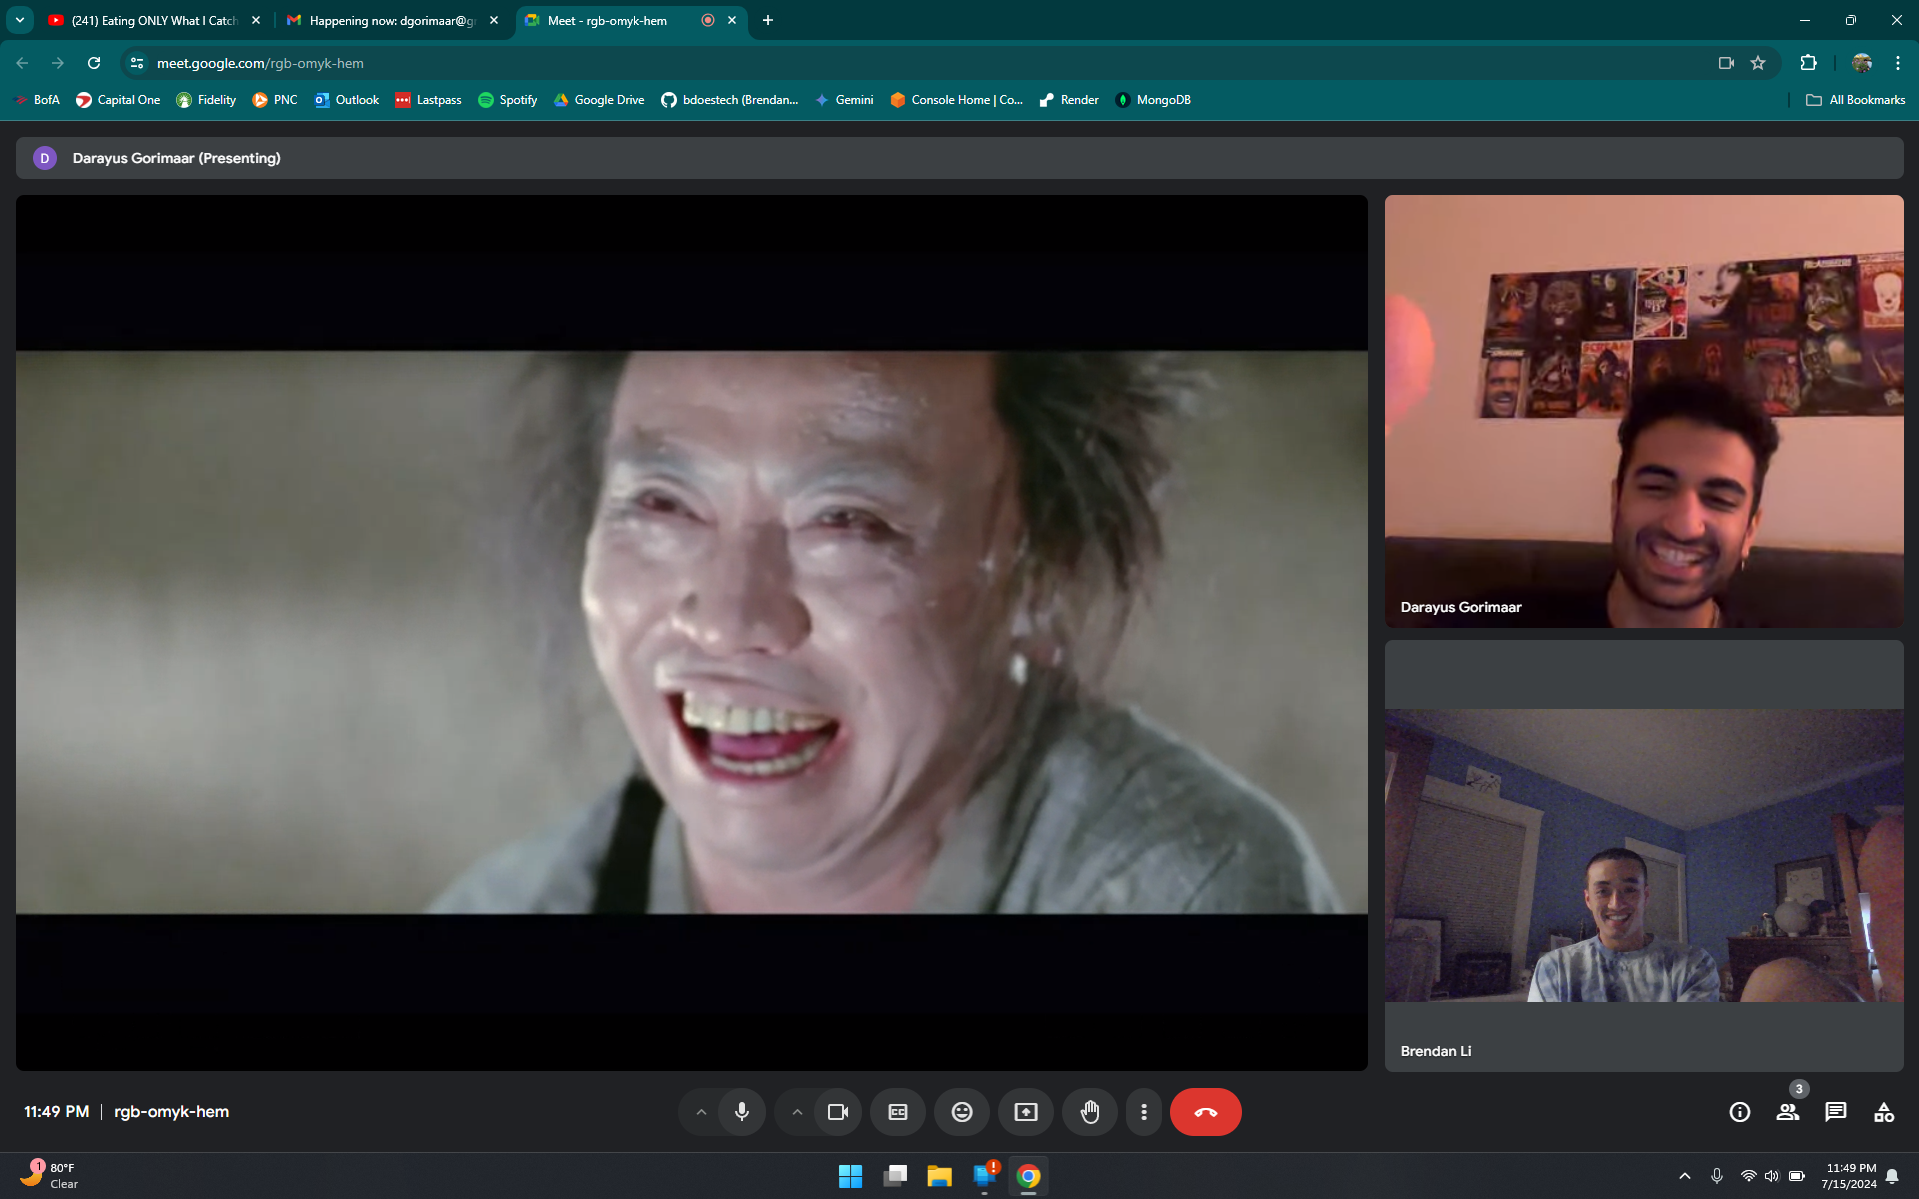 (241) Eating ONLY What I Catch
Happening now: dgorimaar@g
Meet - rgb-omyk-hem
meet.google.com/rgb-omyk-hem
BofA
Capital One
Fidelity
PNC
Outlook
Lastpass
Spotify
Google Drive
bdoestech (Brendan...
Gemini
Console Home | Co...
Render
MongoDB
All Bookmarks
D
Darayus Gorimaar (Presenting)
SCREAM
Darayus Gorimaar
Brendan Li
11:49 PM | rgb-omyk-hem
CC
3
1
80°F
Clear
11:49 PM
7/15/2024